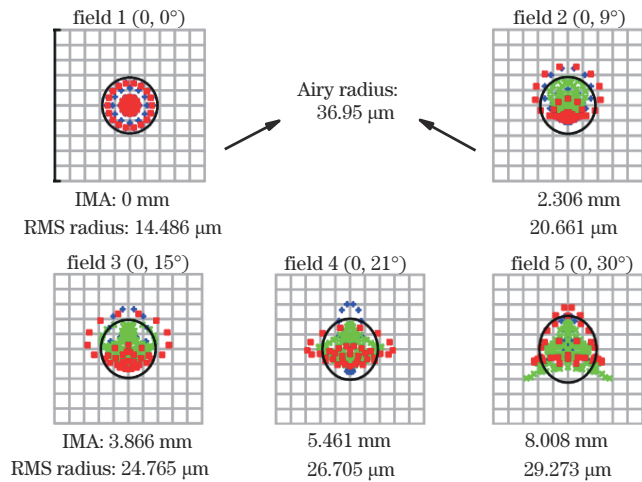 field 1 (0, 0°)
field 2 (0, 9°)
Airy radius:
36.95 μm
IMA: 0 mm
RMS radius: 14.486 μm
2.306 mm
20.661 μm
field 3 (0, 15°)
field 4 (0, 21°)
field 5 (0, 30°)
IMA: 3.866 mm
5.461 mm
8.008 mm
RMS radius: 24.765 μm
26.705 μm
29.273 μm